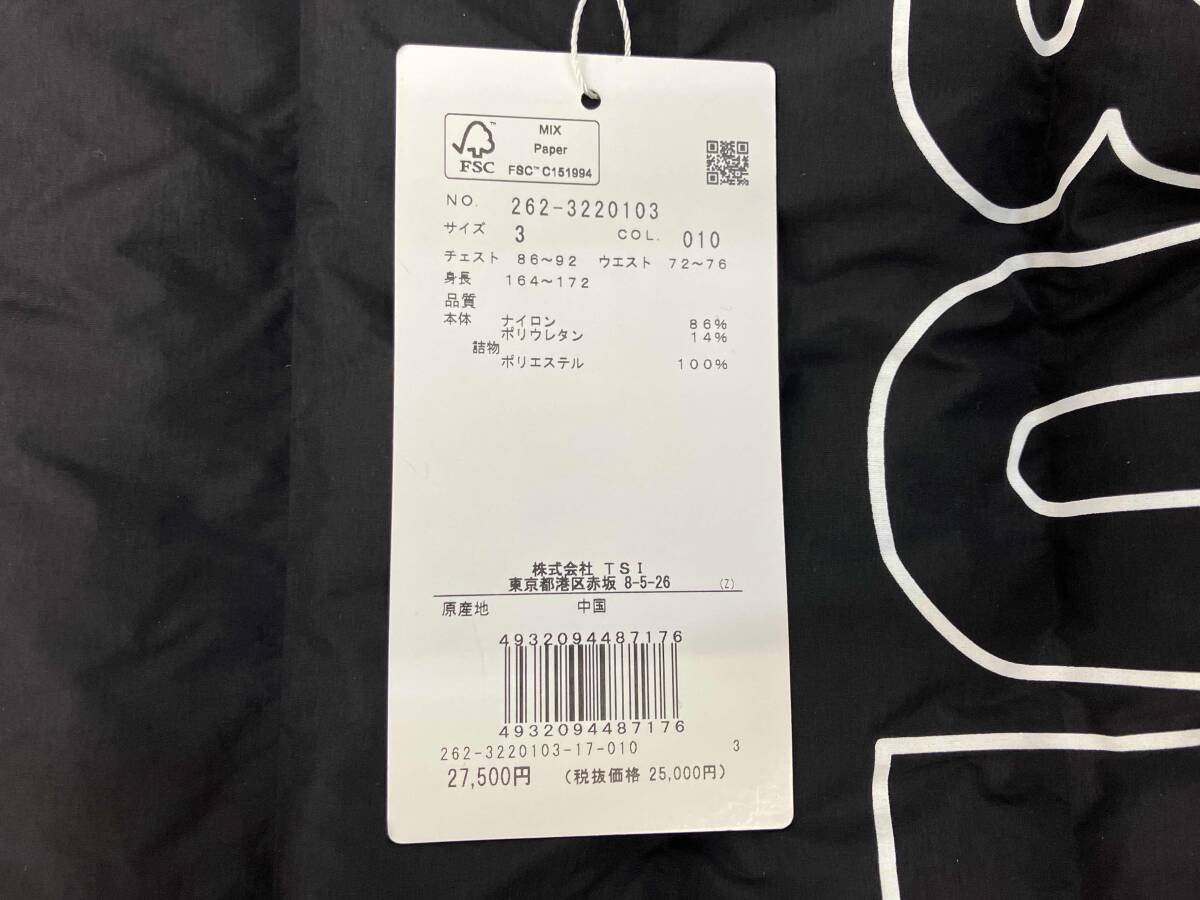 MIX
Paper
FSC™ C151994
FSC
NO. 262-3220103
サイズ 3 COL. 010
チェスト 86～92 ウエスト 72～76
身長 164～172
品質
本体 ナイロン 86%
ポリウレタン 14%
詰物
ポリエステル 100%
株式会社 TSI
東京都港区赤坂 8-5-26 (Z)
原産地 中国
4932094487176
4932094487176
262-3220103-17-010 3
27,500円 (税抜価格 25,000円)